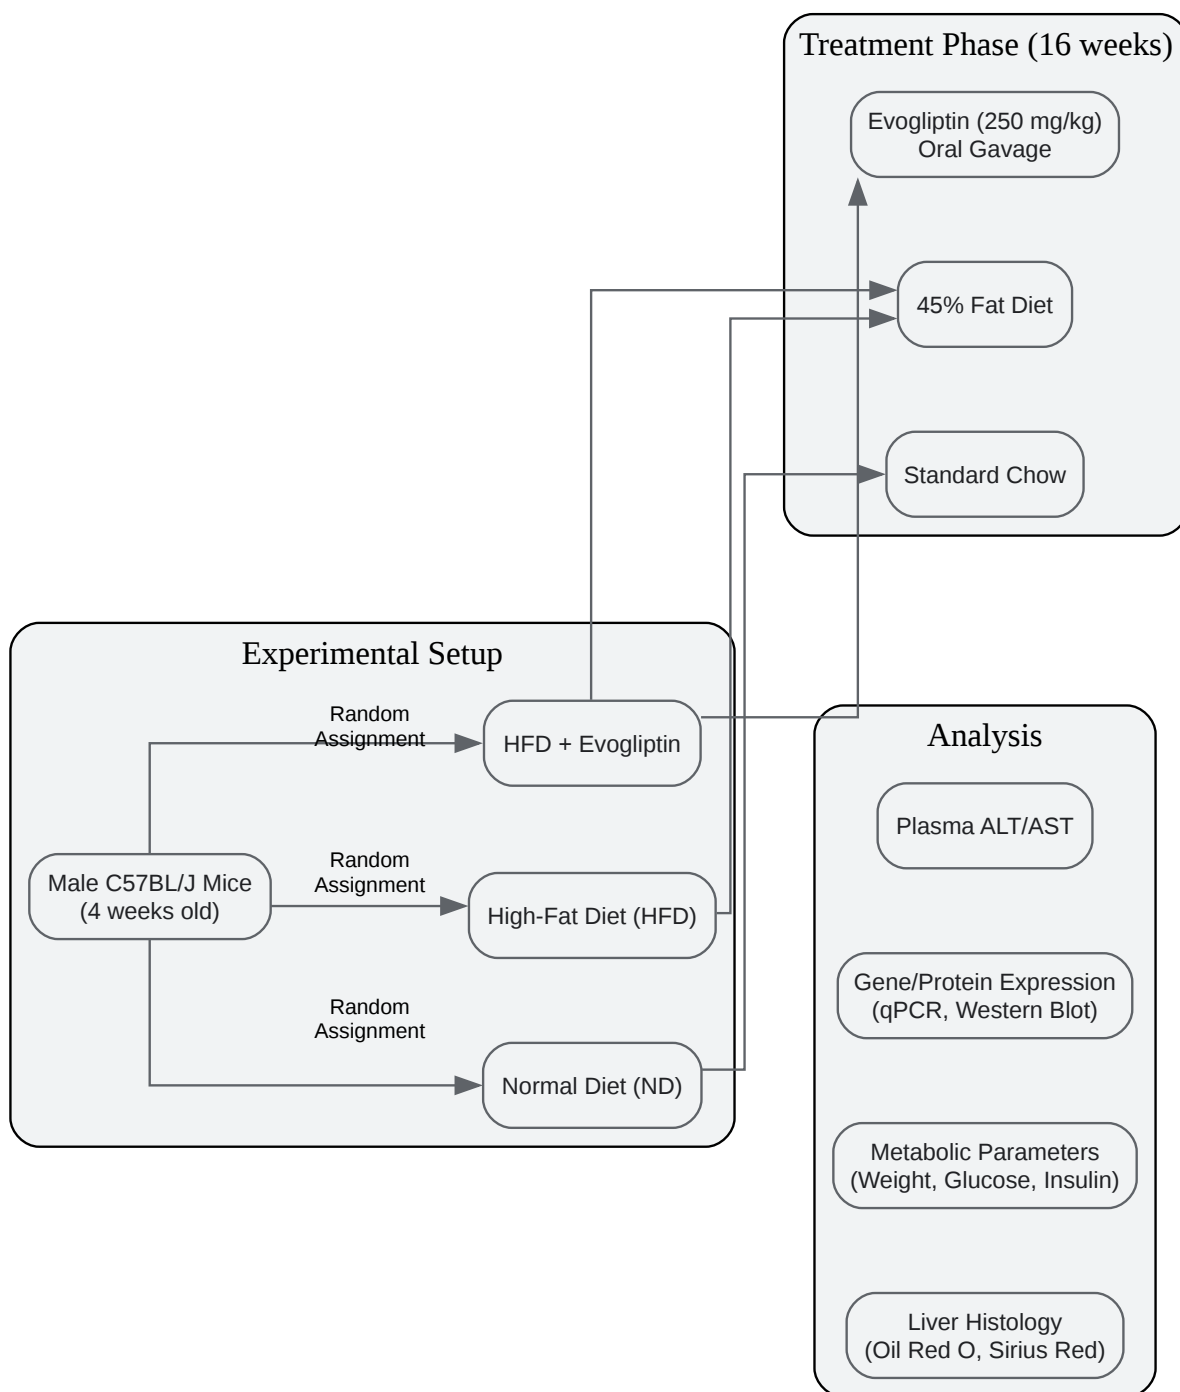 Treatment Phase (16 weeks)
Evogliptin (250 mg/kg)
Oral Gavage
45% Fat Diet
Standard Chow
Experimental Setup
Random
Assignment
HFD + Evogliptin
Male C57BL/J Mice
(4 weeks old)
Random
Assignment
High-Fat Diet (HFD)
Random
Assignment
Normal Diet (ND)
Analysis
Plasma ALT/AST
Gene/Protein Expression
(qPCR, Western Blot)
Metabolic Parameters
(Weight, Glucose, Insulin)
Liver Histology
(Oil Red O, Sirius Red)